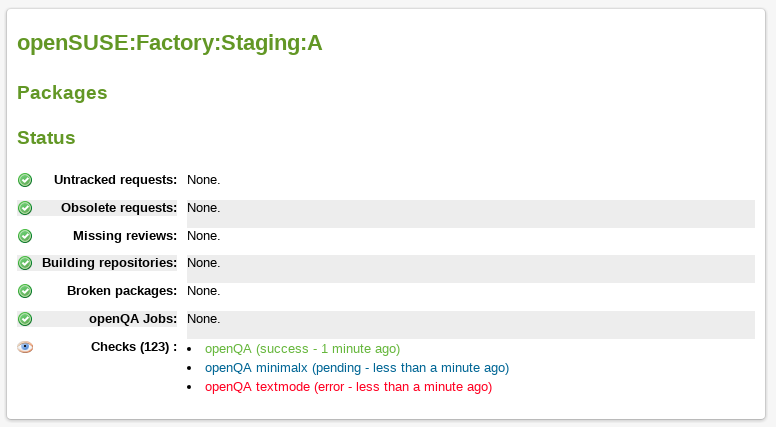 openSUSE:Factory:Staging:A
Packages
Status
Untracked requests: None.
Obsolete requests: None.
Missing reviews: None.
Building repositories: None.
Broken packages: None.
openQA Jobs: None.
Checks (123) : • openQA (success - 1 minute ago)
• openQA minimalx (pending - less than a minute ago)
• openQA textmode (error - less than a minute ago)